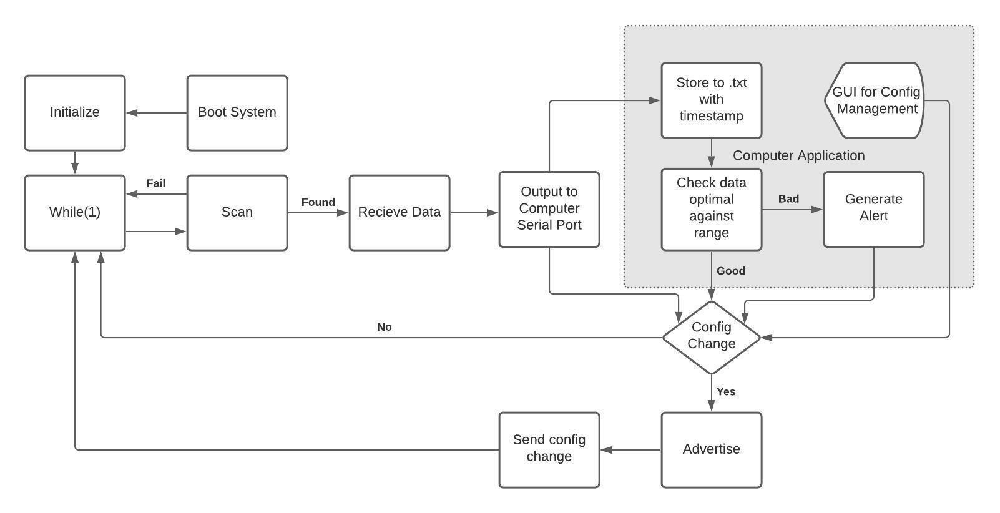 Store to .txt
with
timestamp
GUI for Config
Management
Initialize
Boot System
Computer Application
Fail
While(1)
Scan
Found
Recieve Data
Output to
Computer
Serial Port
Check data
optimal
against
range
Bad
Generate
Alert
Good
No
Config
Change
Yes
Send config
change
Advertise